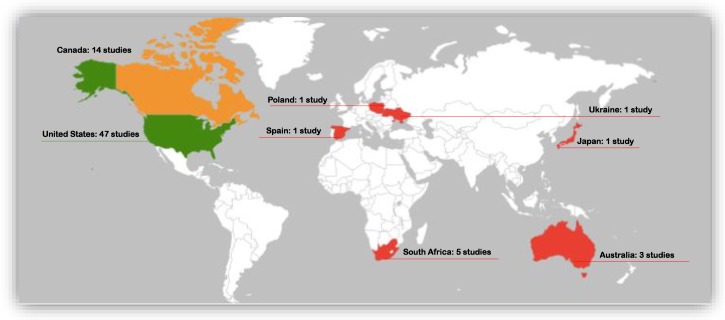 Canada: 14 studies
Poland: 1 study
Ukraine: 1 study
United States: 47 studies
Spain: 1 study
Japan: 1 study
South Africa: 5 studies
Australia: 3 studies